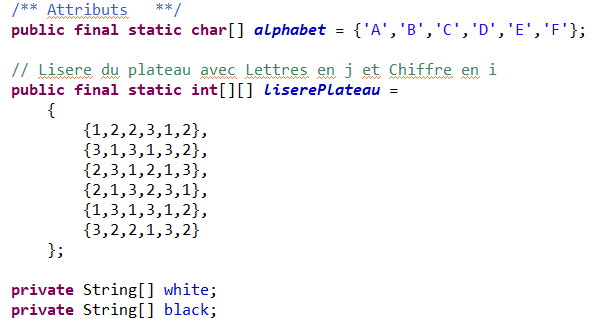 /** Attributs   **/
public final static char[] alphabet = {'A','B','C','D','E','F'};
// Lisere du plateau avec Lettres en j et Chiffre en i
public final static int[][] liserePlateau =
{
{1,2,2,3,1,2},
{3,1,3,1,3,2},
{2,3,1,2,1,3},
{2,1,3,2,3,1},
{1,3,1,3,1,2},
{3,2,2,1,3,2}
};
private String[] white;
private String[] black;